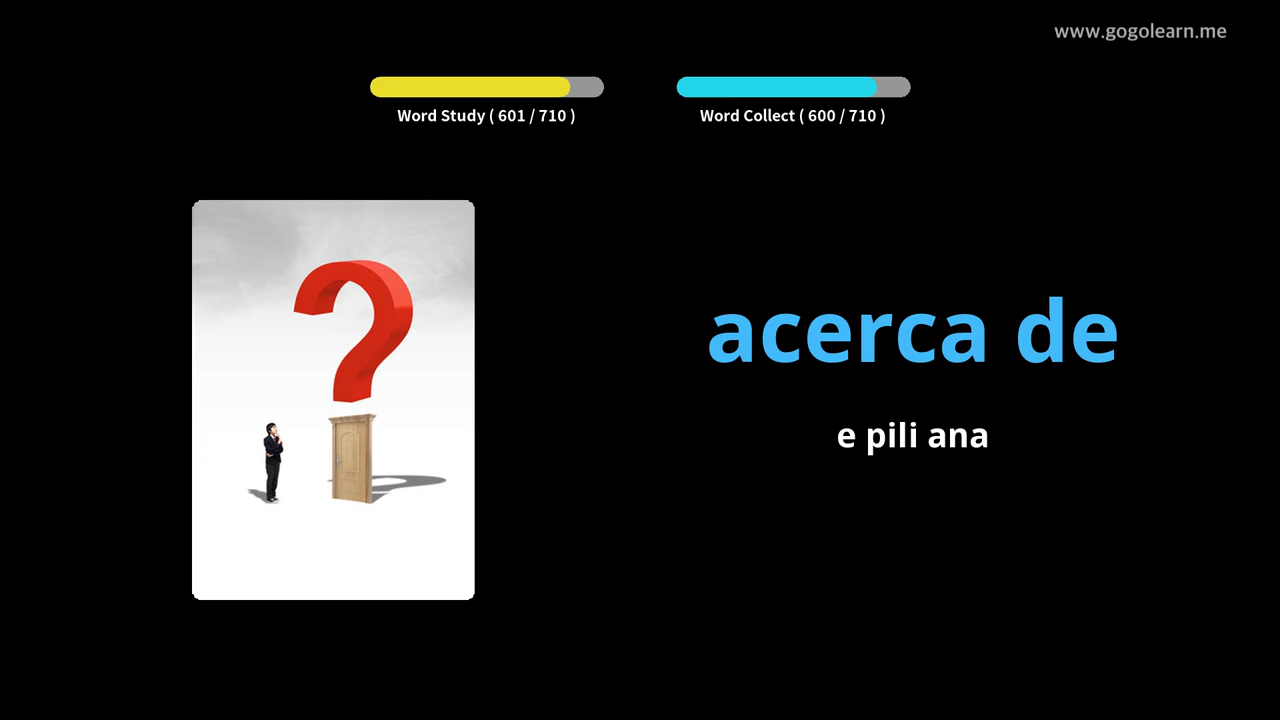 www.gogolearn.me
Word Study ( 601 / 710 )
Word Collect ( 600 / 710 )
acerca de
e pili ana